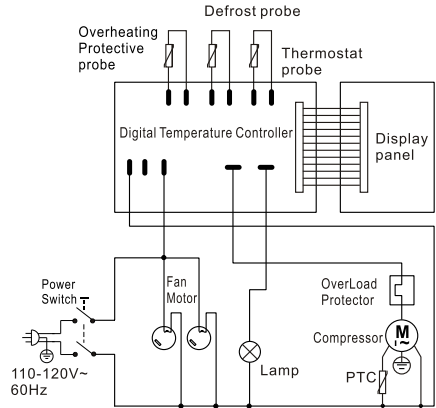 Defrost probe
Overheating
Protective
probe
Thermostat
probe
Digital Temperature Controller
Display
panel
Power
Switch
Fan
Motor
OverLoad
Protector
Compressor
M
1~
Lamp
PTC
110-120V~
60Hz